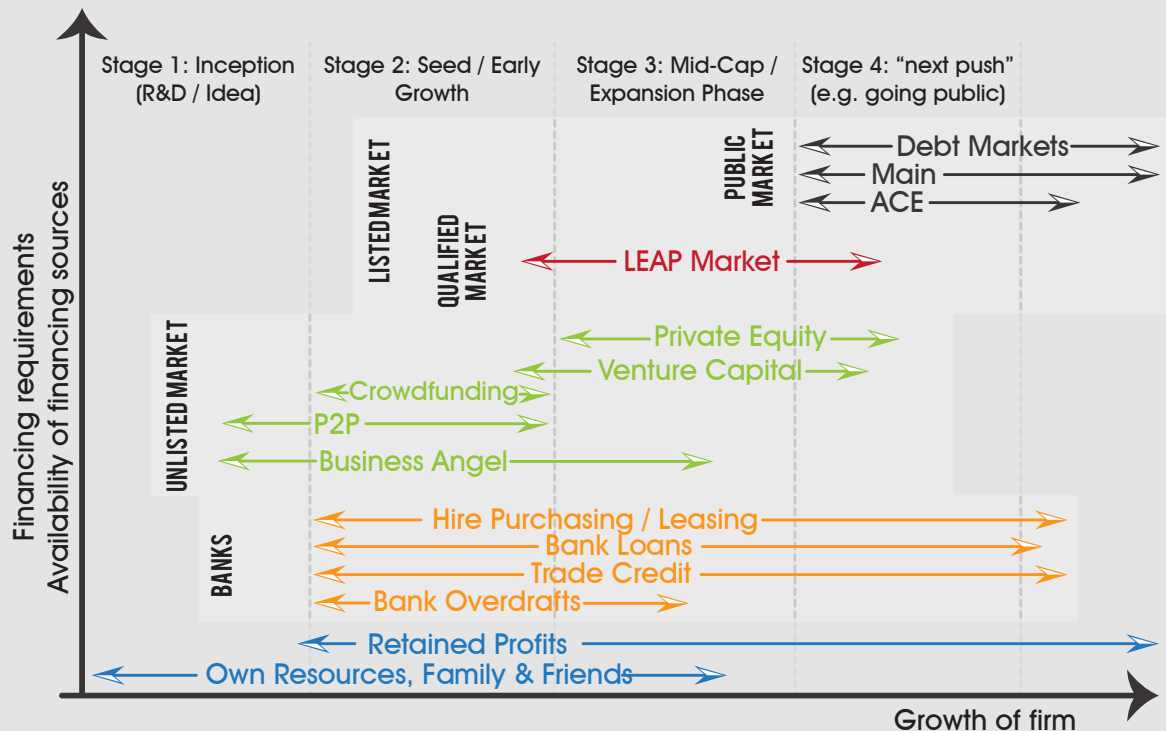 Stage 1: Inception
(R&D / Idea)
Stage 2: Seed / Early
Growth
Stage 3: Mid-Cap /
Expansion Phase
Stage 4: “next push”
(e.g. going public)
Financing requirements
Availability of financing sources
LISTED MARKET
QUALIFIED
MARKET
PUBLIC
MARKET
Debt Markets
Main
ACE
LEAP Market
UNLISTED MARKET
Private Equity
Venture Capital
Crowdfunding
P2P
Business Angel
BANKS
Hire Purchasing / Leasing
Bank Loans
Trade Credit
Bank Overdrafts
Retained Profits
Own Resources, Family & Friends
Growth of firm